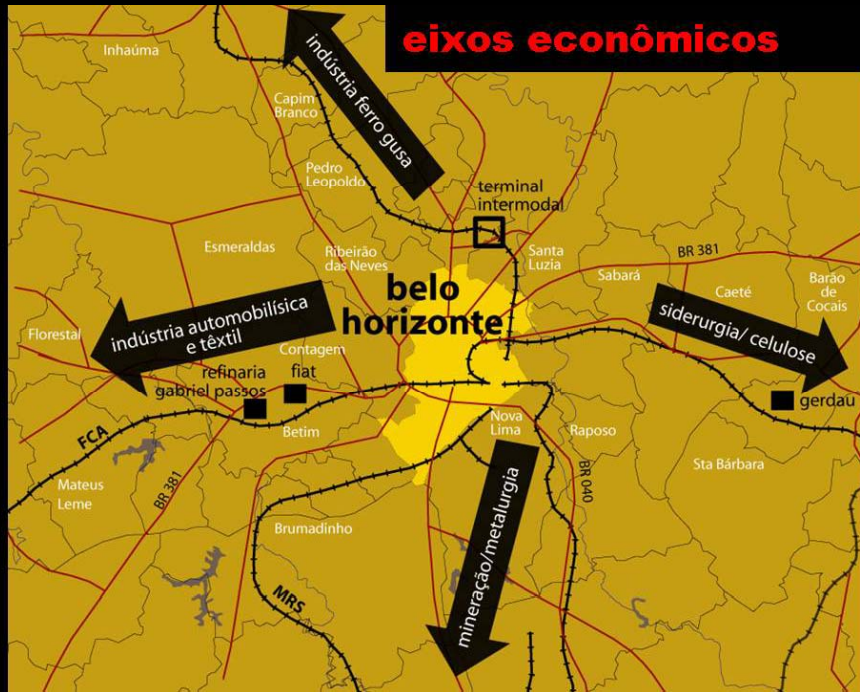 eixos econômicos
Inhaúma
indústria ferro gusa
Capim
Branco
Pedro
Leopoldo
terminal
intermodal
Esmeraldas
Ribeirão
das Neves
Santa
Luzia
BR 381
Sabará
Caeté
Barão
de
Cocais
belo
horizonte
Florestal
indústria automobilísica
e têxtil
siderurgia/ celulose
Contagem
refinaria
gabriel passos
fiat
gerdau
Betim
Nova
Lima
Raposo
FCA
BR 381
Mateus
Leme
Sta Bárbara
BR 040
Brumadinho
mineração/metalurgia
MRS